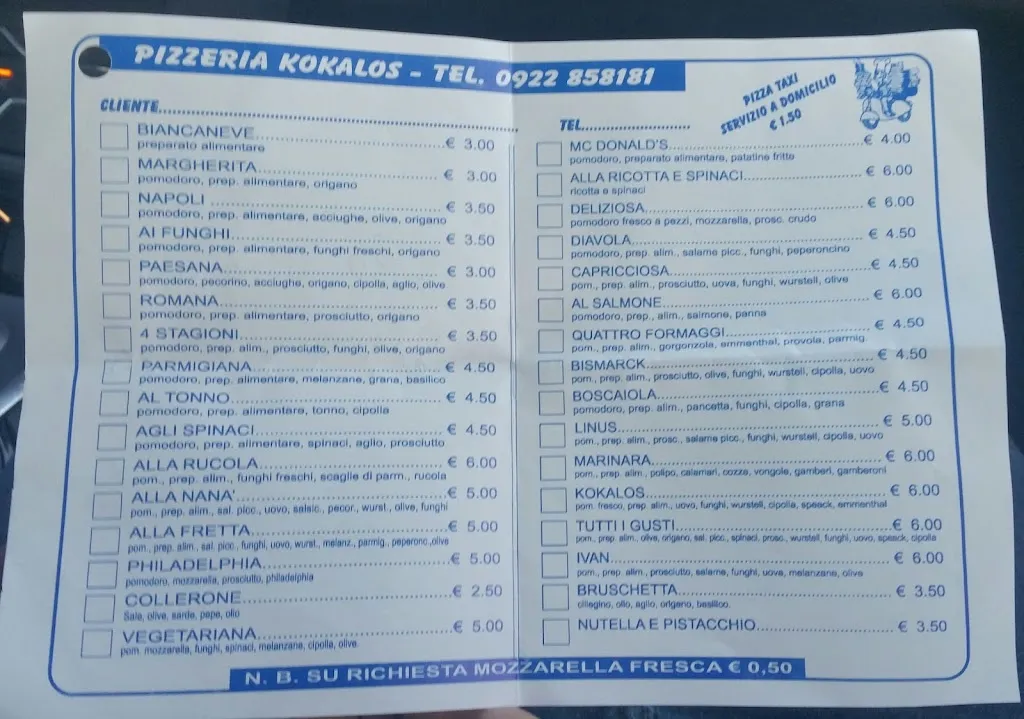 PIZZERIA KOKALOS - TEL. 0922 858181
CLIENTE
BIANCANEVE € 3.00
preparato alimentare
MARGHERITA € 3.00
pomodoro, prep. alimentare, origano
NAPOLI € 3.50
pomodoro, prep. alimentare, acciughe, olive, origano
AI FUNGHI € 3.50
pomodoro, prep. alimentare, funghi freschi, origano
PAESANA € 3.00
pomodoro, pecorino, acciughe, origano, cipolla, aglio, olive
ROMANA € 3.50
pomodoro, prep. alimentare, prosciutto, origano
4 STAGIONI € 3.50
pomodoro, prep. alim., prosciutto, funghi, olive, origano
PARMIGIANA € 4.50
pomodoro, prep. alimentare, melanzane, grana, basilico
AL TONNO € 4.50
pomodoro, prep. alimentare, tonno, cipolla
AGLI SPINACI € 4.50
pomodoro, prep. alimentare, spinaci, aglio, prosciutto
ALLA RUCOLA € 6.00
pom., prep. alim., funghi freschi, scaglie di parm., rucola
ALLA NANA' € 5.00
pom., prep. alim., sal. picc., uovo, salsic., pecor., wurst., olive, funghi
ALLA FRETTA € 5.00
pom., prep. alim., sal. picc., funghi, uovo, wurst., melanz., parmig., peperonc.,olive
PHILADELPHIA € 5.00
pomodoro, mozzarella, prosciutto, philadelphia
COLLERONE € 2.50
Sale, olive, sarde, pepe, olio
VEGETARIANA € 5.00
pom. mozzarella, funghi, spinaci, melanzane, cipolla, olive
TEL.
PIZZA TAXI
SERVIZIO A DOMICILIO
€ 1.50
MC DONALD'S € 4.00
pomodoro, preparato alimentare, patatine fritte
ALLA RICOTTA E SPINACI € 6.00
ricotta e spinaci
DELIZIOSA € 6.00
pomodoro fresco a pezzi, mozzarella, prosc. crudo
DIAVOLA € 4.50
pomodoro, prep. alim., salame picc., funghi, peperoncino
CAPRICCIOSA € 4.50
pom., prep. alim., prosciutto, uova, funghi, wurstell, olive
AL SALMONE € 6.00
pomodoro, prep., alim., salmone, panna
QUATTRO FORMAGGI € 4.50
pom., prep. alim., gorgonzola, emmenthal, provola, parmig.
BISMARCK € 4.50
pom., prep. alim., prosciutto, olive, funghi, wurstell, cipolla, uovo
BOSCAIOLA € 4.50
pomodoro, prep. alim., pancetta, funghi, cipolla, grana
LINUS € 5.00
pom., prep. alim., prosc., salame picc., funghi, wurstell, cipolla, uovo
MARINARA € 6.00
pom., prep. alim., polipo, calamari, cozze, vongole, gamberi, gamberoni
KOKALOS € 6.00
pom. fresco, prep. alim., uovo, funghi, wurstell, cipolla, speack, emmenthal
TUTTI I GUSTI € 6.00
pom., prep. alim., olive, origano, sal. picc., spinaci, prosc., wurstell, funghi, uovo, speack, cipolla
IVAN € 6.00
pom., prep. alim., prosciutto, salame, funghi, uova, melanzane, olive
BRUSCHETTA € 3.50
ciliegino, olio, aglio, origano, basilico.
NUTELLA E PISTACCHIO € 3.50
N. B. SU RICHIESTA MOZZARELLA FRESCA € 0,50